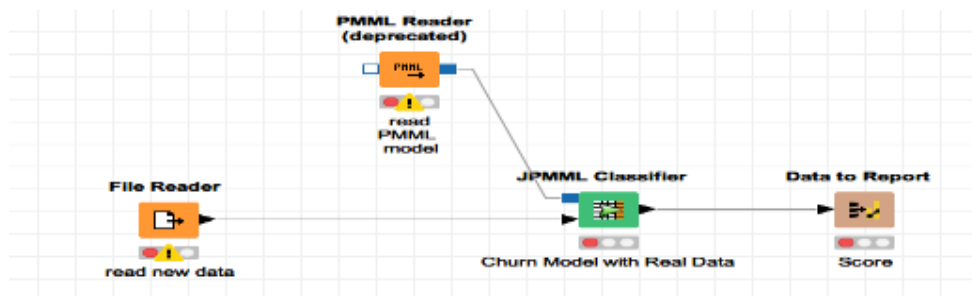 PMML Reader
(deprecated)
PMML
read
PMML
model
File Reader
read new data
JPMML Classifier
Churn Model with Real Data
Data to Report
Score